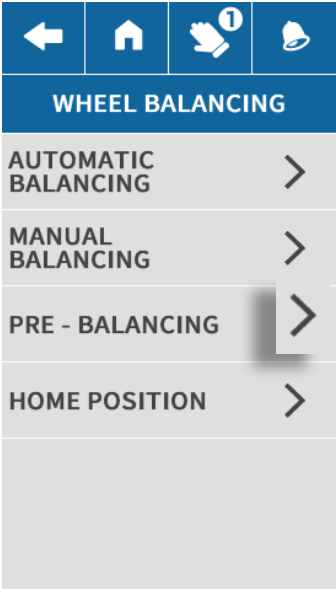 1
WHEEL BALANCING
AUTOMATIC
BALANCING
MANUAL
BALANCING
PRE - BALANCING
HOME POSITION